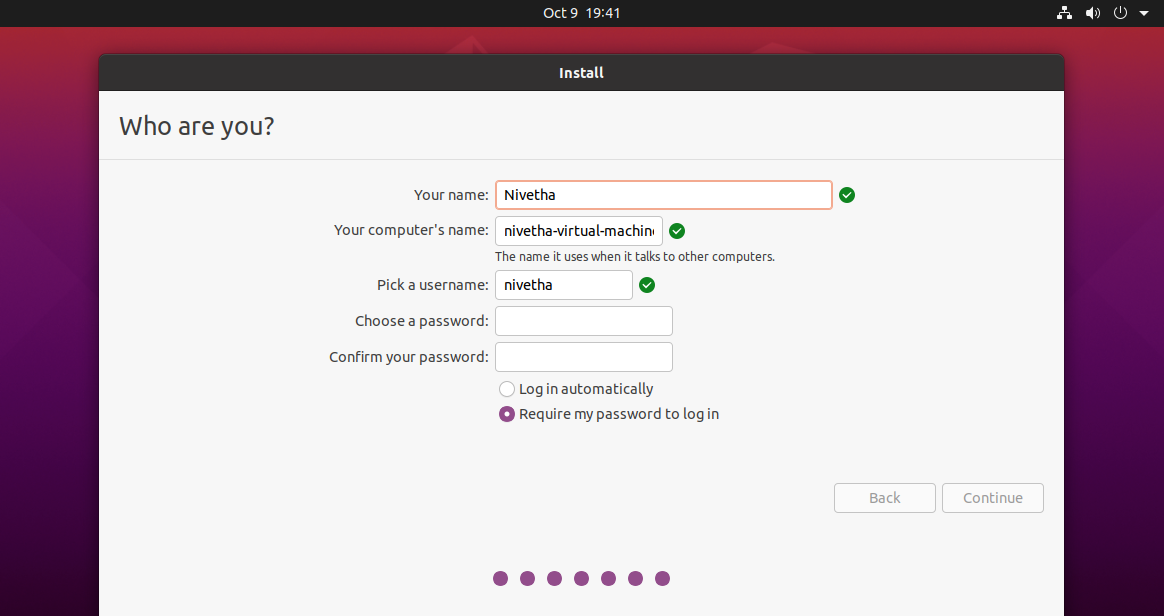 Oct 9 19:41
Install
Who are you?
Your name: Nivetha
Your computer's name: nivetha-virtual-machin
The name it uses when it talks to other computers.
Pick a username: nivetha
Choose a password:
Confirm your password:
Log in automatically
Require my password to log in
Back Continue